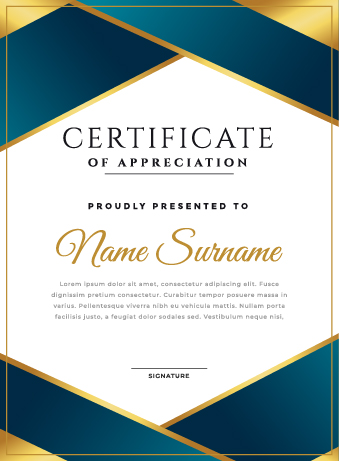 CERTIFICATE
OF APPRECIATION
PROUDLY PRESENTED TO
Name Surname
Lorem ipsum dolor sit amet, consectetur adipiscing elit. Fusce
dignissim pretium consectetur. Curabitur tempor posuere massa in
varius. Pellentesque viverra nibh eu vehicula mattis. Nullam porta
facilisis justo, a feugiat dolor sed. Vestibulum neque nunc,
SIGNATURE